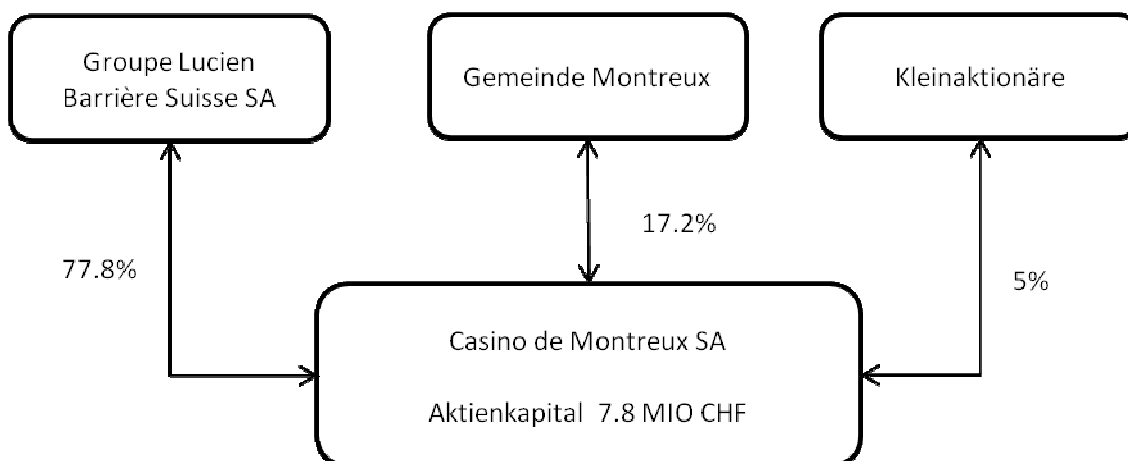 Groupe Lucien
Barrière Suisse SA
Gemeinde Montreux
Kleinaktionäre
77.8%
17.2%
5%
Casino de Montreux SA
Aktienkapital 7.8 MIO CHF